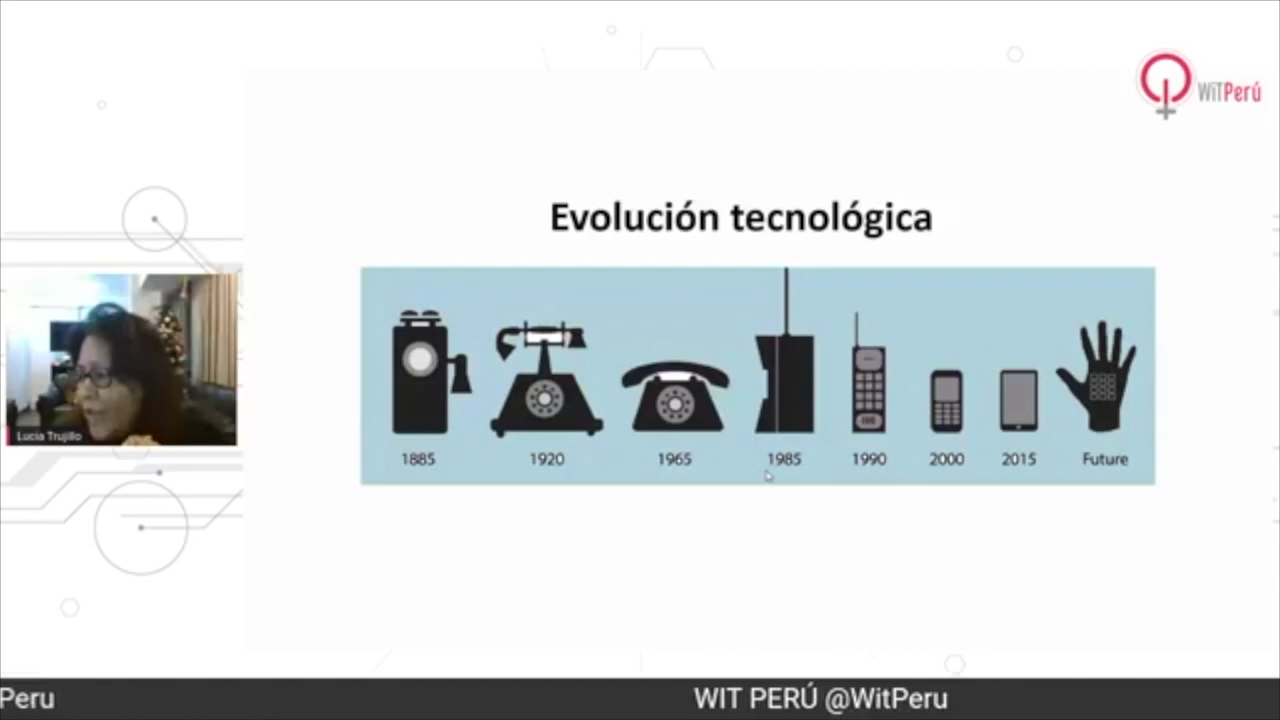 WiTPerú
Evolución tecnológica
1885 1920 1965 1985 1990 2000 2015 Future
Lucia Trujillo
Peru WIT PERÚ @WitPeru